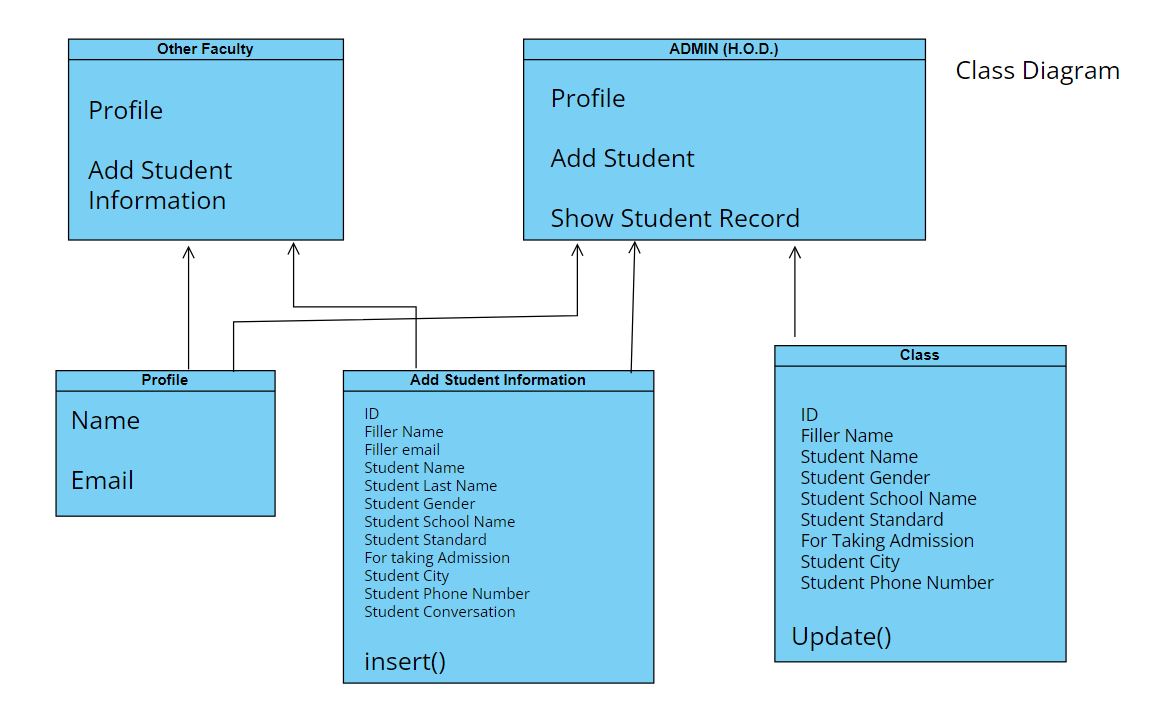 Other Faculty
Profile
Add Student
Information
ADMIN (H.O.D.)
Profile
Add Student
Show Student Record
Class Diagram
Profile
Name
Email
Add Student Information
ID
Filler Name
Filler email
Student Name
Student Last Name
Student Gender
Student School Name
Student Standard
For taking Admission
Student City
Student Phone Number
Student Conversation
insert()
Class
ID
Filler Name
Student Name
Student Gender
Student School Name
Student Standard
For Taking Admission
Student City
Student Phone Number
Update()